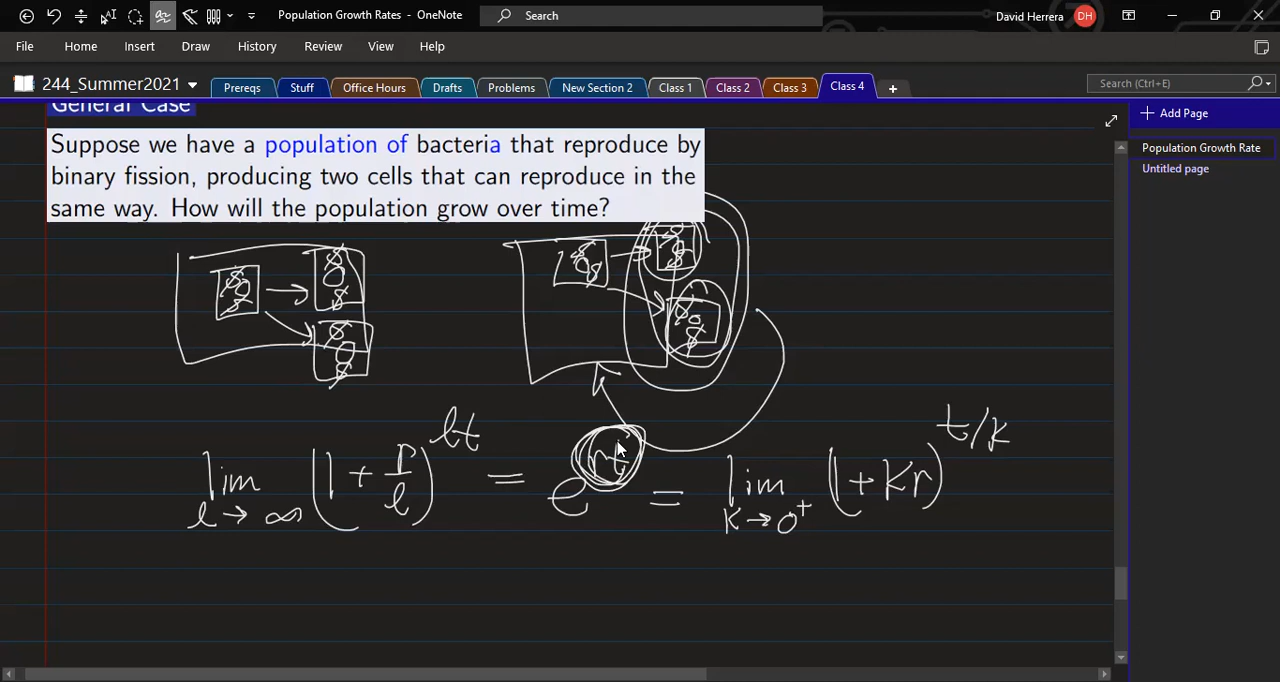 Population Growth Rates - OneNote
Search
David Herrera
DH
File Home Insert Draw History Review View Help
244_Summer2021
Prereqs Stuff Office Hours Drafts Problems New Section 2 Class 1 Class 2 Class 3 Class 4
Search (Ctrl+E)
Add Page
Population Growth Rate
Untitled page
General Case
Suppose we have a population of bacteria that reproduce by
binary fission, producing two cells that can reproduce in the
same way. How will the population grow over time?
lim l→∞ (1 + r/l)^lt = e^rt = lim k→0+ (1 + kr)^t/k